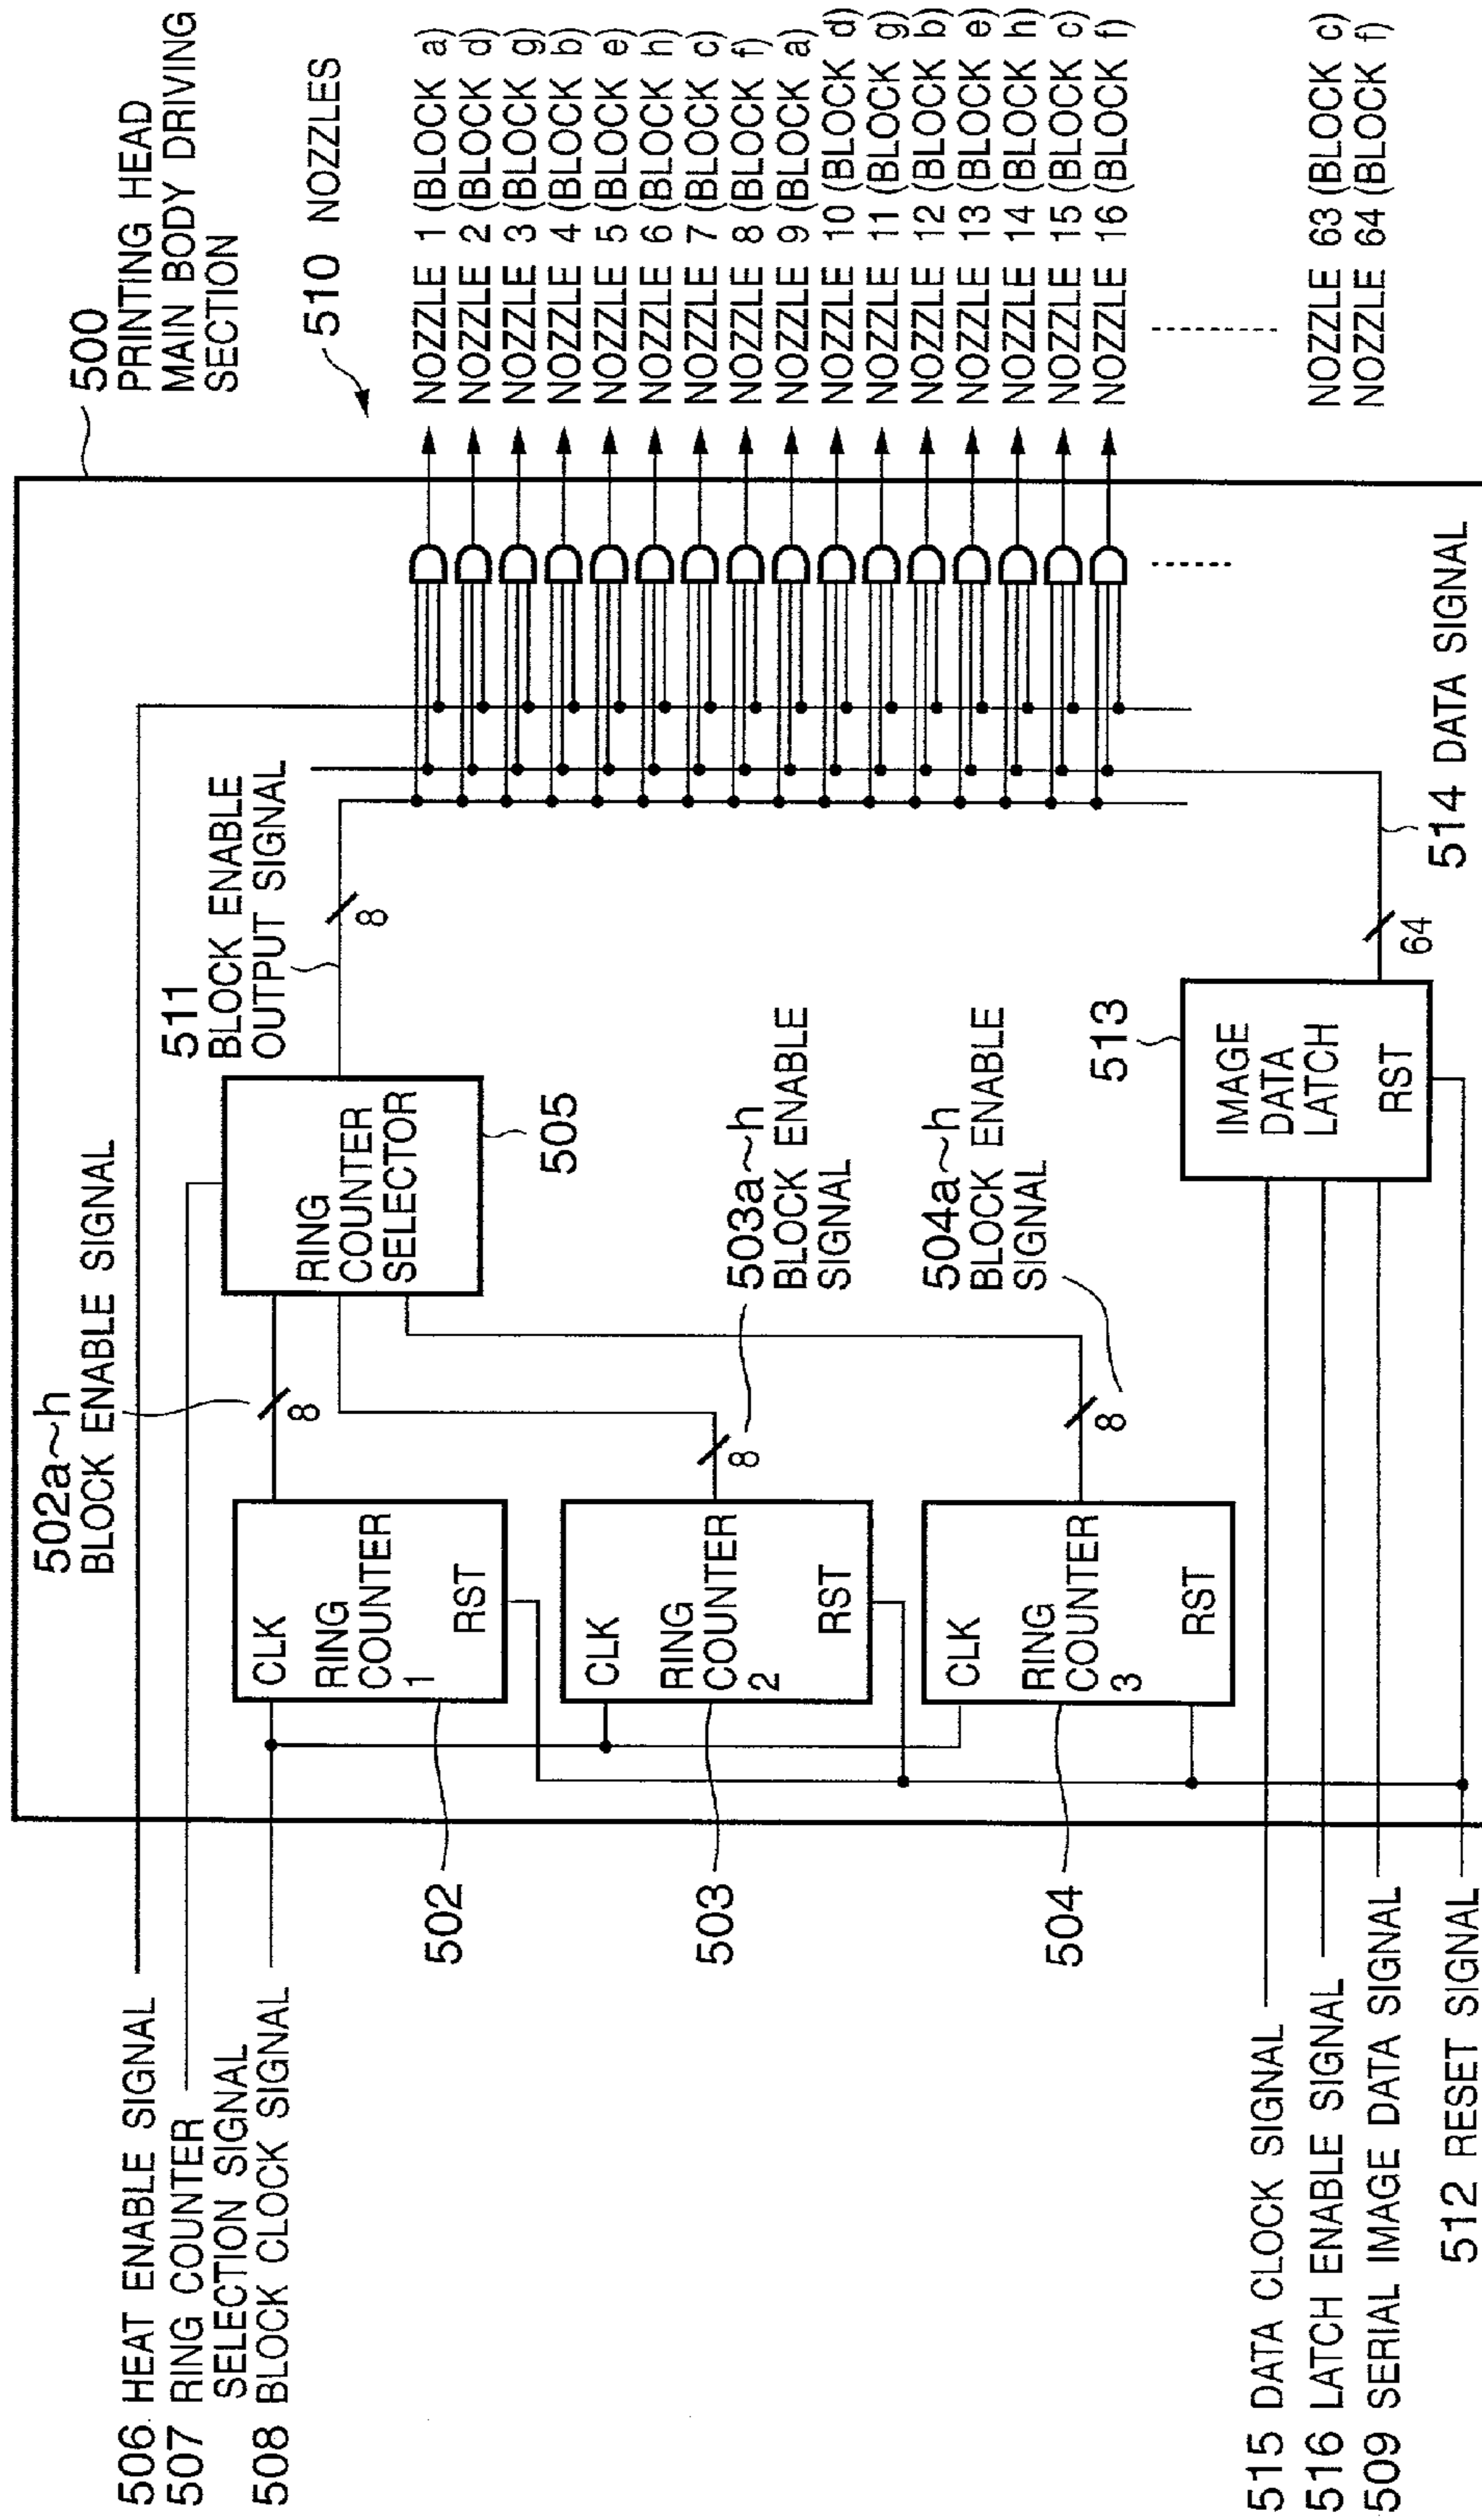 500
PRINTING HEAD
MAIN BODY DRIVING
SECTION
510 NOZZLES
506 HEAT ENABLE SIGNAL
507 RING COUNTER
SELECTION SIGNAL
508 BLOCK CLOCK SIGNAL
502a~h
BLOCK ENABLE SIGNAL
511
BLOCK ENABLE
OUTPUT SIGNAL
CLK
RING
COUNTER
1
RST
502
8
RING
COUNTER
SELECTOR
505
8
CLK
RING
COUNTER
2
RST
503
8
503a~h
BLOCK ENABLE
SIGNAL
CLK
RING
COUNTER
3
RST
504
8
504a~h
BLOCK ENABLE
SIGNAL
513
IMAGE
DATA
LATCH
RST
64
514 DATA SIGNAL
515 DATA CLOCK SIGNAL
516 LATCH ENABLE SIGNAL
509 SERIAL IMAGE DATA SIGNAL
512 RESET SIGNAL
NOZZLE 1 (BLOCK a)
NOZZLE 2 (BLOCK d)
NOZZLE 3 (BLOCK g)
NOZZLE 4 (BLOCK b)
NOZZLE 5 (BLOCK e)
NOZZLE 6 (BLOCK h)
NOZZLE 7 (BLOCK c)
NOZZLE 8 (BLOCK f)
NOZZLE 9 (BLOCK a)
NOZZLE 10 (BLOCK d)
NOZZLE 11 (BLOCK g)
NOZZLE 12 (BLOCK b)
NOZZLE 13 (BLOCK e)
NOZZLE 14 (BLOCK h)
NOZZLE 15 (BLOCK c)
NOZZLE 16 (BLOCK f)
NOZZLE 63 (BLOCK c)
NOZZLE 64 (BLOCK f)